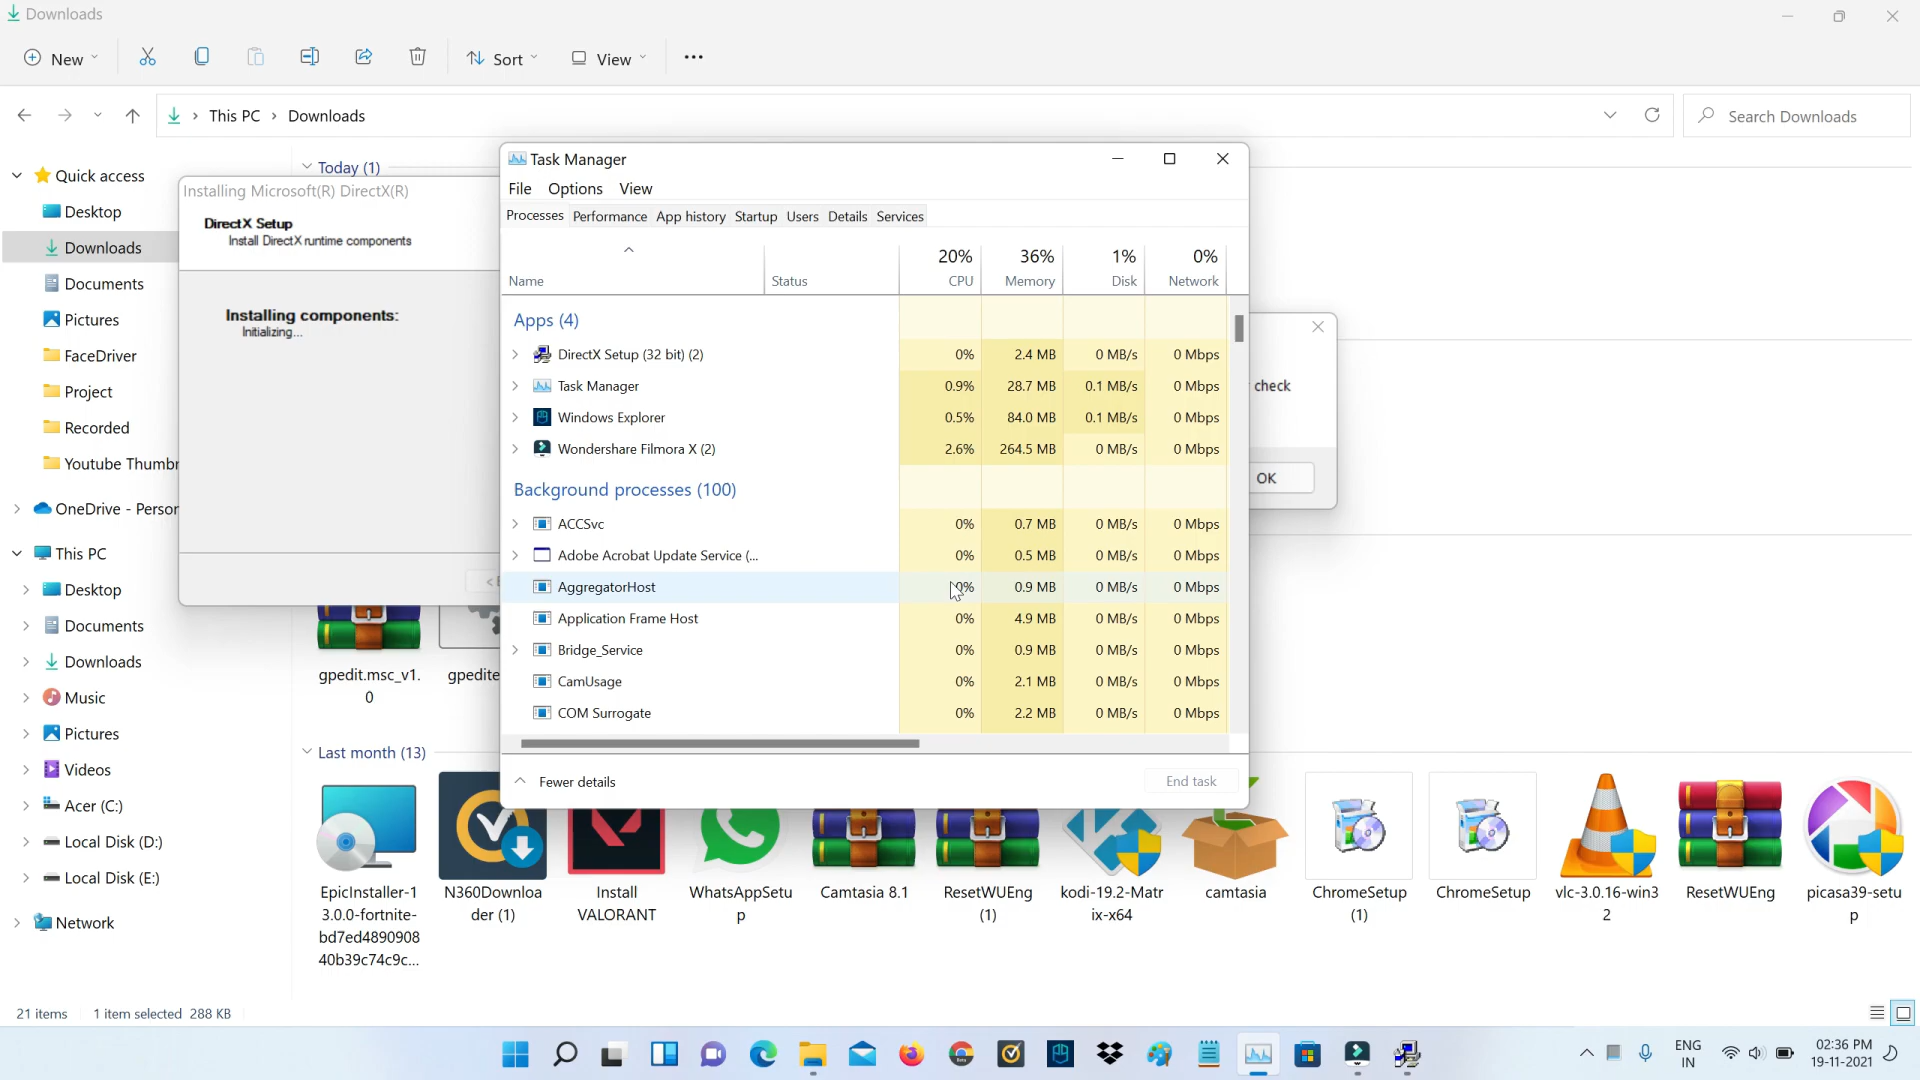 Downloads
New
Sort
View
This PC > Downloads
Search Downloads
Quick access
Desktop
Downloads
Documents
Pictures
FaceDriver
Project
Recorded
Youtube Thumbn
OneDrive - Person
This PC
Desktop
Documents
Downloads
Music
Pictures
Videos
Acer (C:)
Local Disk (D:)
Local Disk (E:)
Network
Today (1)
Installing Microsoft(R) DirectX(R)
DirectX Setup
Install DirectX runtime components
Installing components:
Initializing...
Task Manager
File Options View
Processes Performance App history Startup Users Details Services
20% 36% 1% 0%
Name Status CPU Memory Disk Network
Apps (4)
DirectX Setup (32 bit) (2) 0% 2.4 MB 0 MB/s 0 Mbps
Task Manager 0.9% 28.7 MB 0.1 MB/s 0 Mbps
Windows Explorer 0.5% 84.0 MB 0.1 MB/s 0 Mbps
Wondershare Filmora X (2) 2.6% 264.5 MB 0 MB/s 0 Mbps
Background processes (100)
ACCSvc 0% 0.7 MB 0 MB/s 0 Mbps
Adobe Acrobat Update Service (... 0% 0.5 MB 0 MB/s 0 Mbps
AggregatorHost 0% 0.9 MB 0 MB/s 0 Mbps
Application Frame Host 0% 4.9 MB 0 MB/s 0 Mbps
Bridge_Service 0% 0.9 MB 0 MB/s 0 Mbps
CamUsage 0% 2.1 MB 0 MB/s 0 Mbps
COM Surrogate 0% 2.2 MB 0 MB/s 0 Mbps
Fewer details
End task
check
OK
gpedit.msc_v1.
0
gpedite
Last month (13)
EpicInstaller-1
3.0.0-fortnite-
bd7ed4890908
40b39c74c9c...
N360Downloa
der (1)
Install
VALORANT
WhatsAppSetu
p
Camtasia 8.1
ResetWUEng
(1)
kodi-19.2-Matr
ix-x64
camtasia
ChromeSetup
(1)
ChromeSetup
vlc-3.0.16-win3
2
ResetWUEng
picasa39-setu
p
21 items 1 item selected 288 KB
ENG
IN
02:36 PM
19-11-2021